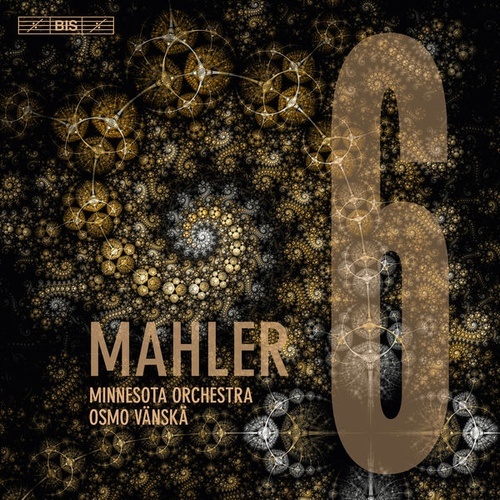 BIS
6
MAHLER
MINNESOTA ORCHESTRA
OSMO VÄNSKÄ